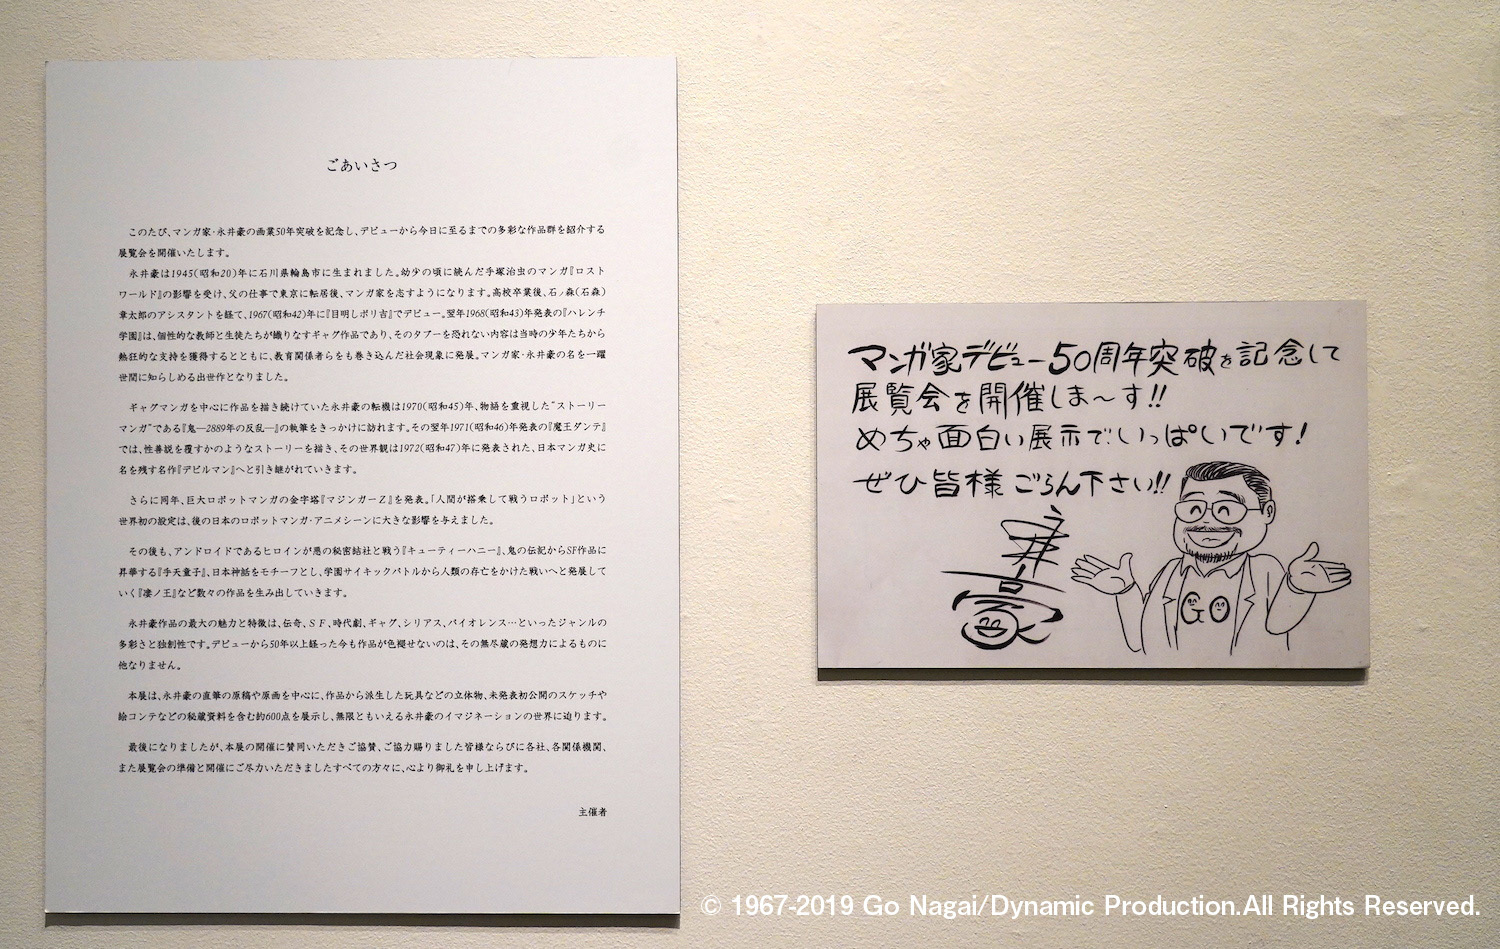 ごあいさつ
このたび、マンガ家・永井豪の画業50年突破を記念し、デビューから今日に至るまでの多彩な作品群を紹介する
展覧会を開催いたします。
永井豪は1945(昭和20)年に石川県輪島市に生まれました。幼少の頃に読んだ手塚治虫のマンガ『ロスト
ワールド』の影響を受け、父の仕事で東京に転居後、マンガ家を志すようになります。高校卒業後、石ノ森(石森)
章太郎のアシスタントを経て、1967(昭和42)年に『目明しポリ吉』でデビュー。翌年1968(昭和43)年発表の『ハレンチ
学園』は、個性的な教師と生徒たちが織りなすギャグ作品であり、そのタブーを恐れない内容は当時の少年たちから
熱狂的な支持を獲得するとともに、教育関係者らをも巻き込んだ社会現象に発展。マンガ家・永井豪の名を一躍
世間に知らしめる出世作となりました。
ギャグマンガを中心に作品を描き続けていた永井豪の転機は1970(昭和45)年、物語を重視した"ストーリー
マンガ"である『鬼―2889年の反乱―』の執筆をきっかけに訪れます。その翌年1971(昭和46)年発表の『魔王ダンテ』
では、性善説を覆すかのようなストーリーを描き、その世界観は1972(昭和47)年に発表された、日本マンガ史に
名を残す名作『デビルマン』へと引き継がれていきます。
さらに同年、巨大ロボットマンガの金字塔『マジンガーZ』を発表。「人間が搭乗して戦うロボット」という
世界初の設定は、後の日本のロボットマンガ・アニメシーンに大きな影響を与えました。
その後も、アンドロイドであるヒロインが悪の秘密結社と戦う『キューティーハニー』、鬼の伝紀からSF作品に
昇華する『手天童子』、日本神話をモチーフとし、学園サイキックバトルから人類の存亡をかけた戦いへと発展して
いく『凄ノ王』など数々の作品を生み出していきます。
永井豪作品の最大の魅力と特徴は、伝奇、SF、時代劇、ギャグ、シリアス、バイオレンス…といったジャンルの
多彩さと独創性です。デビューから50年以上経った今も作品が色褪せないのは、その無尽蔵の発想力によるものに
他なりません。
本展は、永井豪の直筆の原稿や原画を中心に、作品から派生した玩具などの立体物、未発表初公開のスケッチや
絵コンテなどの秘蔵資料を含む約600点を展示し、無限ともいえる永井豪のイマジネーションの世界に迫ります。
最後になりましたが、本展の開催に賛同いただきご協賛、ご協力賜りました皆様ならびに各社、各関係機関、
また展覧会の準備と開催にご尽力いただきましたすべての方々に、心より御礼を申し上げます。
主催者
マンガ家デビュー50周年突破を記念して
展覧会を開催しま〜す!!
めちゃ面白い展示でいっぱいです!
ぜひ皆様ごらん下さい!!
永井豪
GO
© 1967-2019 Go Nagai/Dynamic Production.All Rights Reserved.